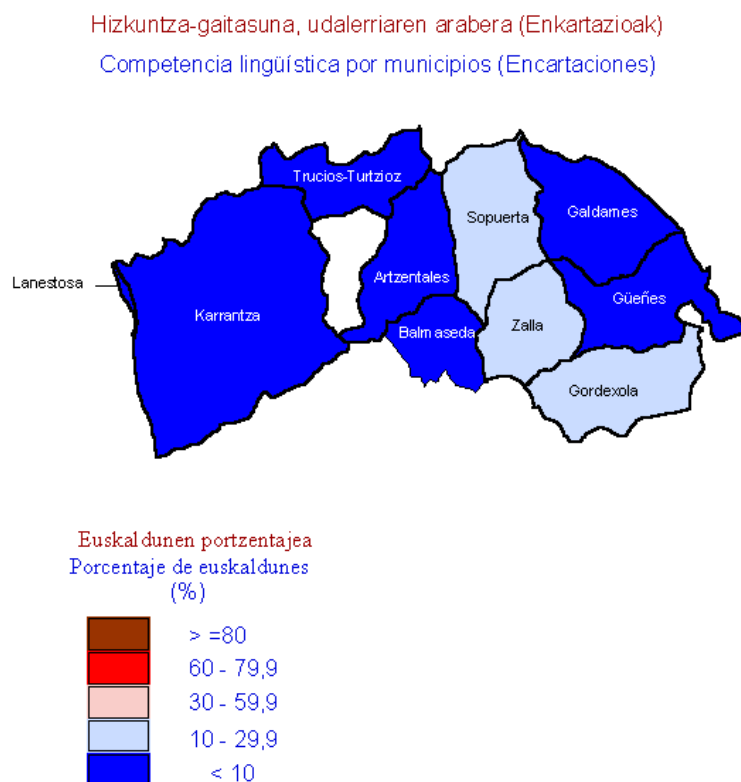 Hizkuntza-gaitasuna, udalerriaren arabera (Enkartazioak)
Competencia lingüística por municipios (Encartaciones)
Trucios-Turtzioz
Sopuerta
Galdames
Lanestosa
Artzentales
Karrantza
Güeñes
Balmaseda
Zalla
Gordexola
Euskaldunen portzentajea
Porcentaje de euskaldunes
(%)
> =80
60 - 79,9
30 - 59,9
10 - 29,9
< 10